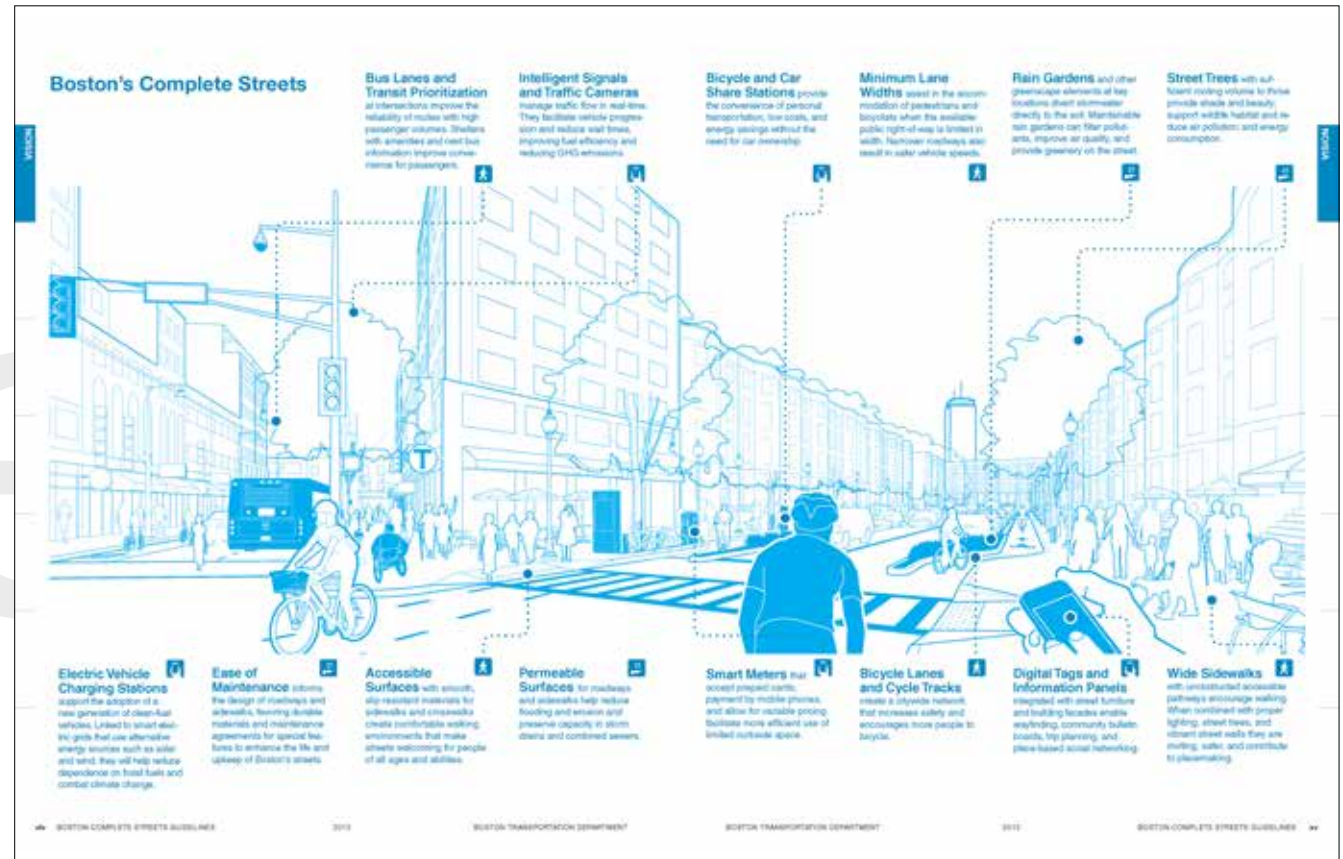 Boston's Complete Streets
VISION
Bus Lanes and
Transit Prioritization
at intersections improve the
reliability of routes with high
passenger volumes. Shelters
with amenities and next bus
information improve conve-
nience for passengers.
Intelligent Signals
and Traffic Cameras
manage traffic flow in real-time.
They facilitate vehicle progres-
sion and reduce wait times,
improving fuel efficiency and
reducing GHG emissions.
Bicycle and Car
Share Stations provide
the convenience of personal
transportation, low costs, and
energy savings without the
need for car ownership.
Minimum Lane
Widths assist in the accom-
modation of pedestrians and
bicyclists when the available
public right-of-way is limited in
width. Narrower roadways also
result in safer vehicle speeds.
Rain Gardens and other
greenscape elements at key
locations divert stormwater
directly to the soil. Maintainable
rain gardens can filter pollut-
ants, improve air quality, and
provide greenery on the street.
Street Trees with suf-
ficient rooting volume to thrive
provide shade and beauty,
support wildlife habitat and re-
duce air pollution and energy
consumption.
VISION
T
Electric Vehicle
Charging Stations
support the adoption of a
new generation of clean-fuel
vehicles. Linked to smart elec-
tric grids that use alternative
energy sources such as solar
and wind, they will help reduce
dependence on fossil fuels and
combat climate change.
Ease of
Maintenance informs
the design of roadways and
sidewalks, favoring durable
materials and maintenance
agreements for special fea-
tures to enhance the life and
upkeep of Boston's streets.
Accessible
Surfaces with smooth,
slip-resistant materials for
sidewalks and crosswalks
create comfortable walking
environments that make
streets welcoming for people
of all ages and abilities.
Permeable
Surfaces for roadways
and sidewalks help reduce
flooding and erosion and
preserve capacity in storm
drains and combined sewers.
Smart Meters that
accept prepaid cards,
payment by mobile phones,
and allow for variable pricing
facilitate more efficient use of
limited curbside space.
Bicycle Lanes
and Cycle Tracks
create a citywide network
that increases safety and
encourages more people to
bicycle.
Digital Tags and
Information Panels
integrated with street furniture
and building facades enable
wayfinding, community bulletin
boards, trip planning, and
place-based social networking.
Wide Sidewalks
with unobstructed accessible
pathways encourage walking.
When combined with proper
lighting, street trees, and
vibrant street walls they are
inviting, safer, and contribute
to placemaking.
BOSTON COMPLETE STREETS GUIDELINES
2013
BOSTON TRANSPORTATION DEPARTMENT
BOSTON TRANSPORTATION DEPARTMENT
2013
BOSTON COMPLETE STREETS GUIDELINES